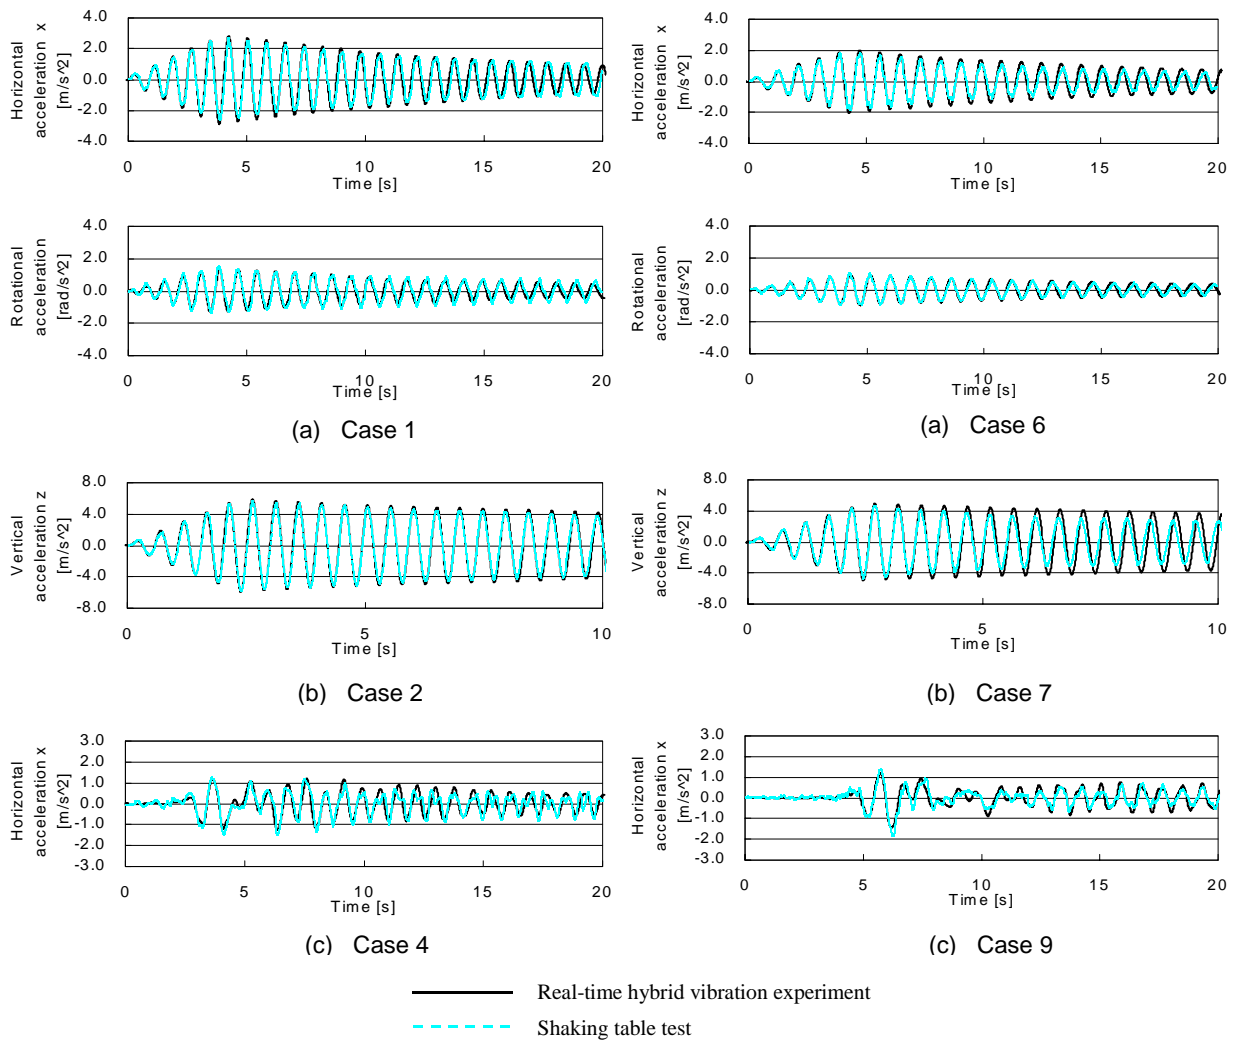 Horizontal
acceleration x
[m/s^2]
4.0
2.0
0.0
-2.0
-4.0
0 5 10 15 20
Time [s]
Rotational
acceleration
[rad/s^2]
4.0
2.0
0.0
-2.0
-4.0
0 5 10 15 20
Time [s]
(a) Case 1
Horizontal
acceleration x
[m/s^2]
4.0
2.0
0.0
-2.0
-4.0
0 5 10 15 20
Time [s]
Rotational
acceleration
[rad/s^2]
4.0
2.0
0.0
-2.0
-4.0
0 5 10 15 20
Time [s]
(a) Case 6
Vertical
acceleration z
[m/s^2]
8.0
4.0
0.0
-4.0
-8.0
0 5 10
Time [s]
(b) Case 2
Vertical
acceleration z
[m/s^2]
8.0
4.0
0.0
-4.0
-8.0
0 5 10
Time [s]
(b) Case 7
Horizontal
acceleration x
[m/s^2]
3.0
2.0
1.0
0.0
-1.0
-2.0
-3.0
0 5 10 15 20
Time [s]
(c) Case 4
Horizontal
acceleration x
[m/s^2]
3.0
2.0
1.0
0.0
-1.0
-2.0
-3.0
0 5 10 15 20
Time [s]
(c) Case 9
Real-time hybrid vibration experiment
Shaking table test